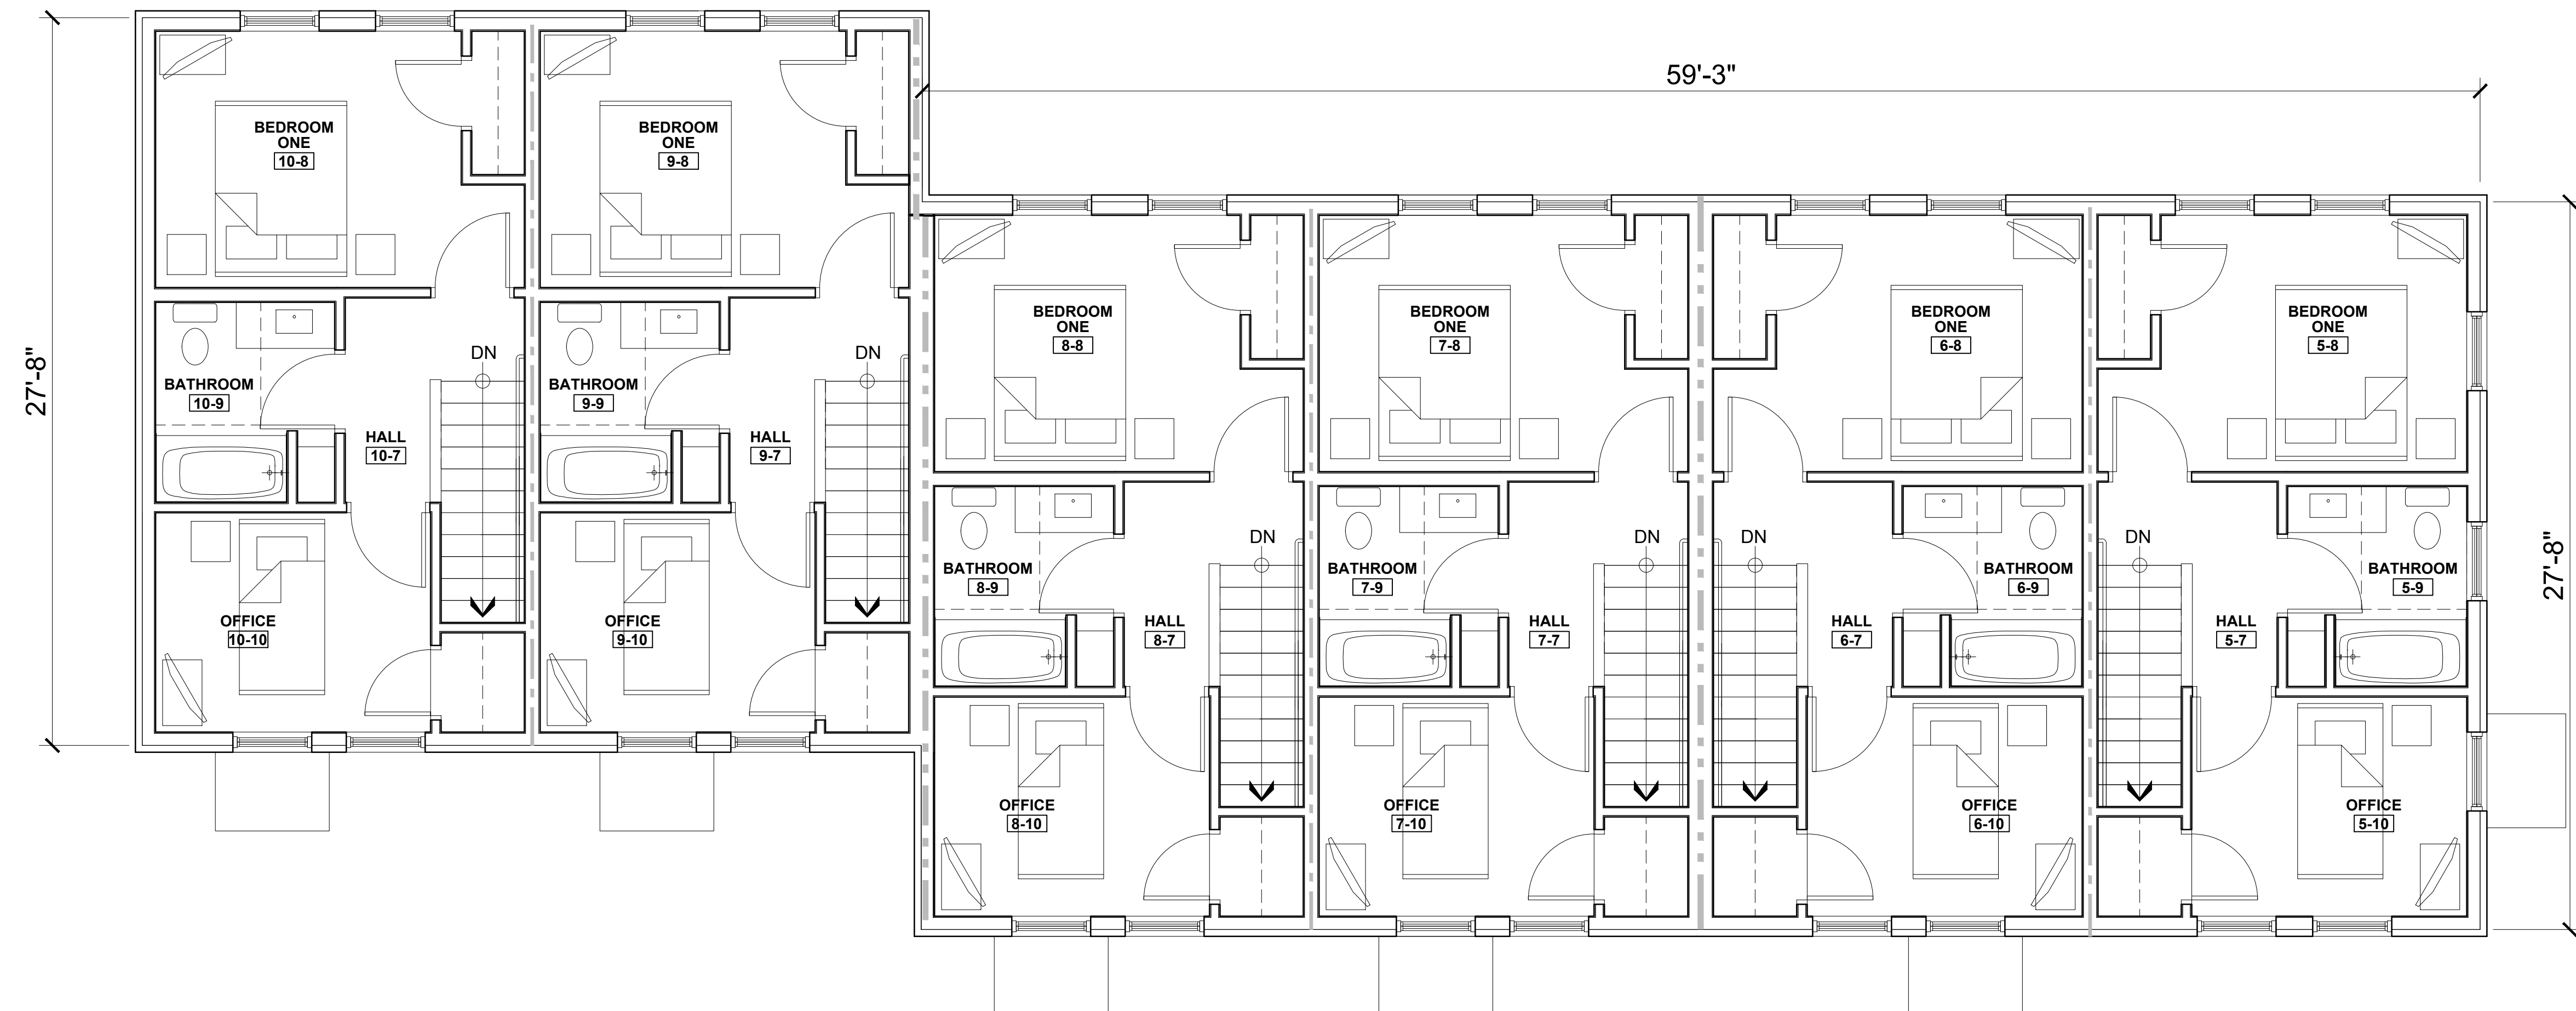 59'-3"
BEDROOM
ONE
10-8
BEDROOM
ONE
9-8
BEDROOM
ONE
8-8
BEDROOM
ONE
7-8
BEDROOM
ONE
6-8
BEDROOM
ONE
5-8
27'-8"
BATHROOM
10-9
DN
HALL
10-7
BATHROOM
9-9
DN
HALL
9-7
BATHROOM
8-9
DN
HALL
8-7
BATHROOM
7-9
DN
HALL
7-7
DN
HALL
6-7
BATHROOM
6-9
DN
HALL
5-7
BATHROOM
5-9
27'-8"
OFFICE
10-10
OFFICE
9-10
OFFICE
8-10
OFFICE
7-10
OFFICE
6-10
OFFICE
5-10